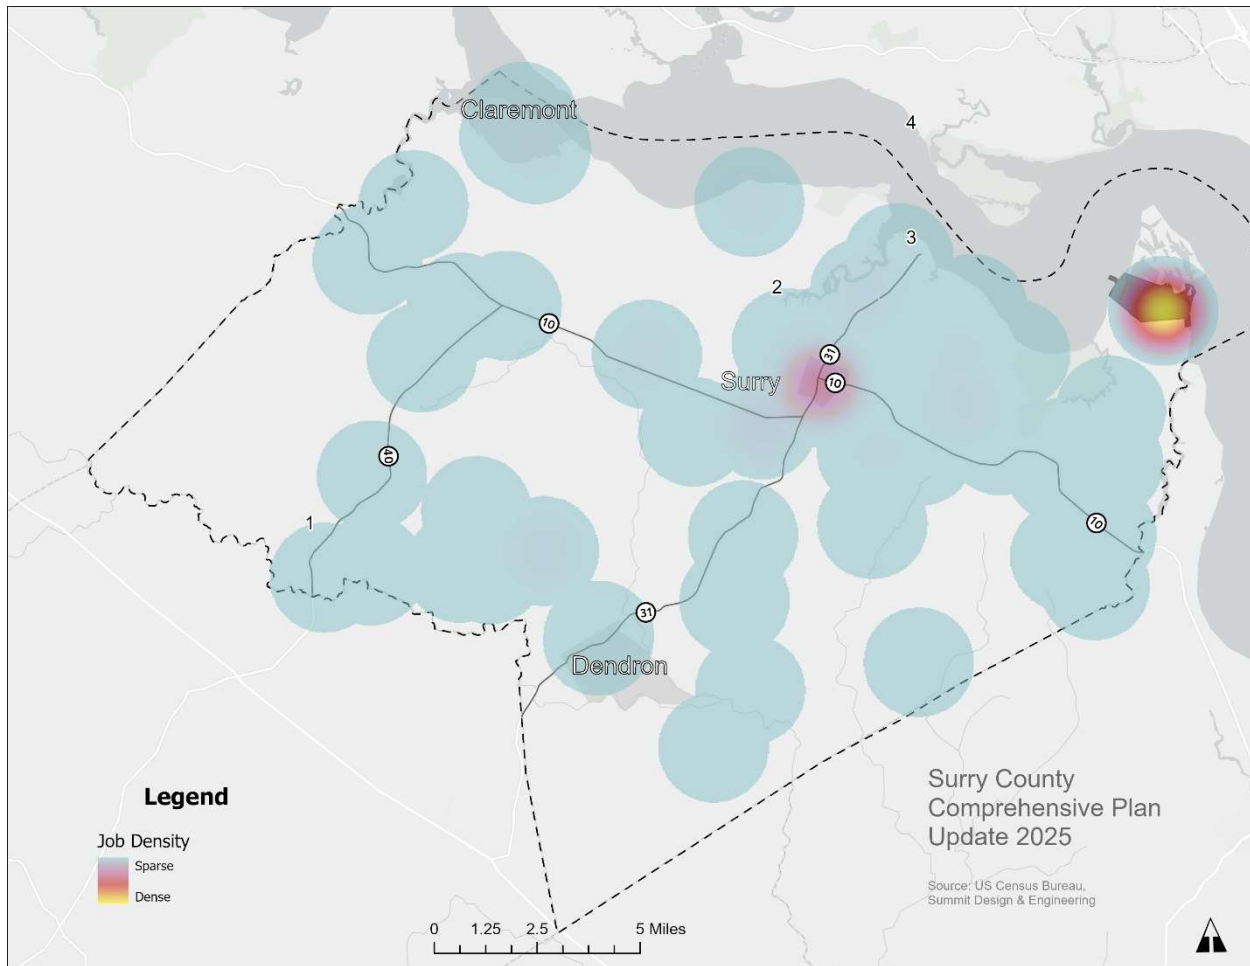 Claremont
4
3
2
10
31
Surry
10
40
1
10
31
Dendron
Legend
Job Density
Sparse
Dense
Surry County
Comprehensive Plan
Update 2025
Source: US Census Bureau,
Summit Design & Engineering
0 1.25 2.5 5 Miles